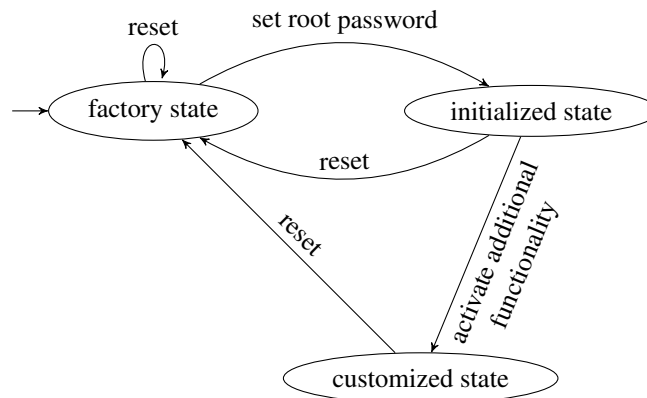 reset
set root password
factory state
initialized state
reset
reset
activate additional
functionality
customized state